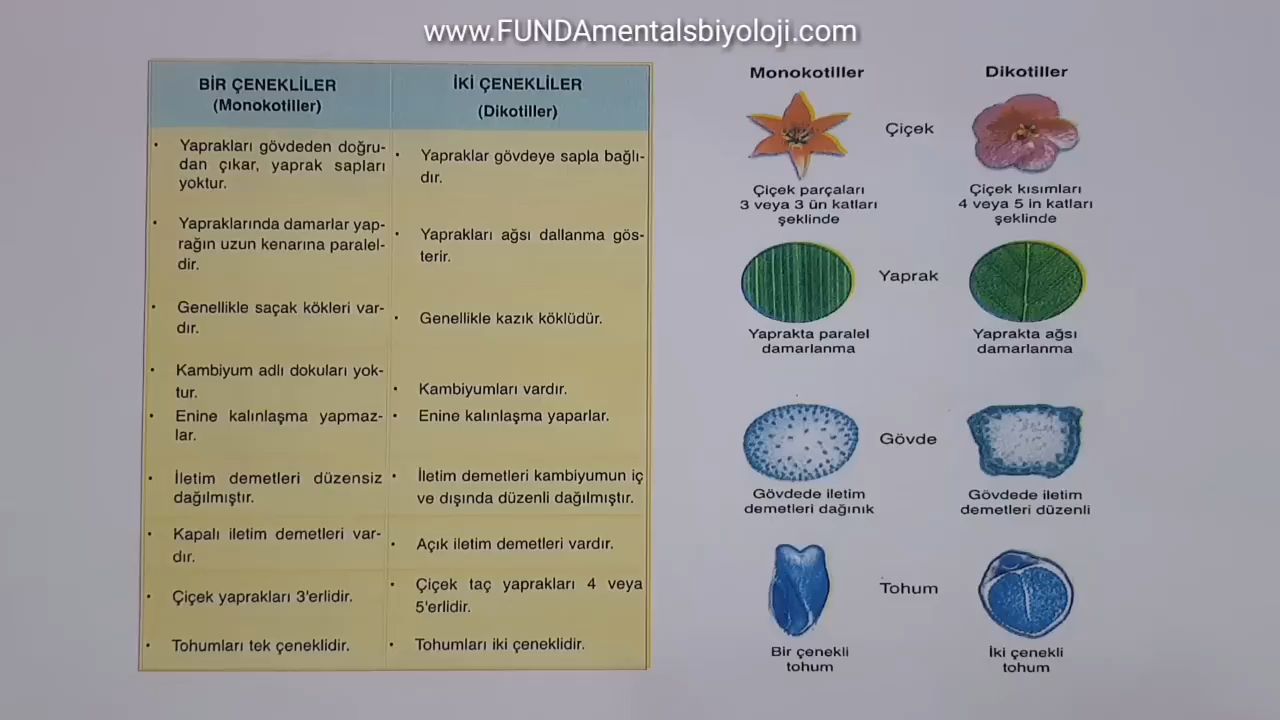 www.FUNDAmentalsbiyoloji.com
BİR ÇENEKLİLER
(Monokotiller)
• Yaprakları gövdeden doğru-
dan çıkar, yaprak sapları
yoktur.
• Yapraklarında damarlar yap-
rağın uzun kenarına paralel-
dir.
• Genellikle saçak kökleri var-
dır.
• Kambiyum adlı dokuları yok-
tur.
• Enine kalınlaşma yapmaz-
lar.
• İletim demetleri düzensiz
dağılmıştır.
• Kapalı iletim demetleri var-
dır.
• Çiçek yaprakları 3'erlidir.
• Tohumları tek çeneklidir.
İKİ ÇENEKLİLER
(Dikotiller)
• Yapraklar gövdeye sapla bağlı-
dır.
• Yaprakları ağsı dallanma gös-
terir.
• Genellikle kazık köklüdür.
• Kambiyumları vardır.
• Enine kalınlaşma yaparlar.
• İletim demetleri kambiyumun iç
ve dışında düzenli dağılmıştır.
• Açık iletim demetleri vardır.
• Çiçek taç yaprakları 4 veya
5'erlidir.
• Tohumları iki çeneklidir.
Monokotiller
Dikotiller
Çiçek
Çiçek parçaları
3 veya 3 ün katları
şeklinde
Çiçek kısımları
4 veya 5 in katları
şeklinde
Yaprak
Yaprakta paralel
damarlanma
Yaprakta ağsı
damarlanma
Gövde
Gövdede iletim
demetleri dağınık
Gövdede iletim
demetleri düzenli
Tohum
Bir çenekli
tohum
İki çenekli
tohum